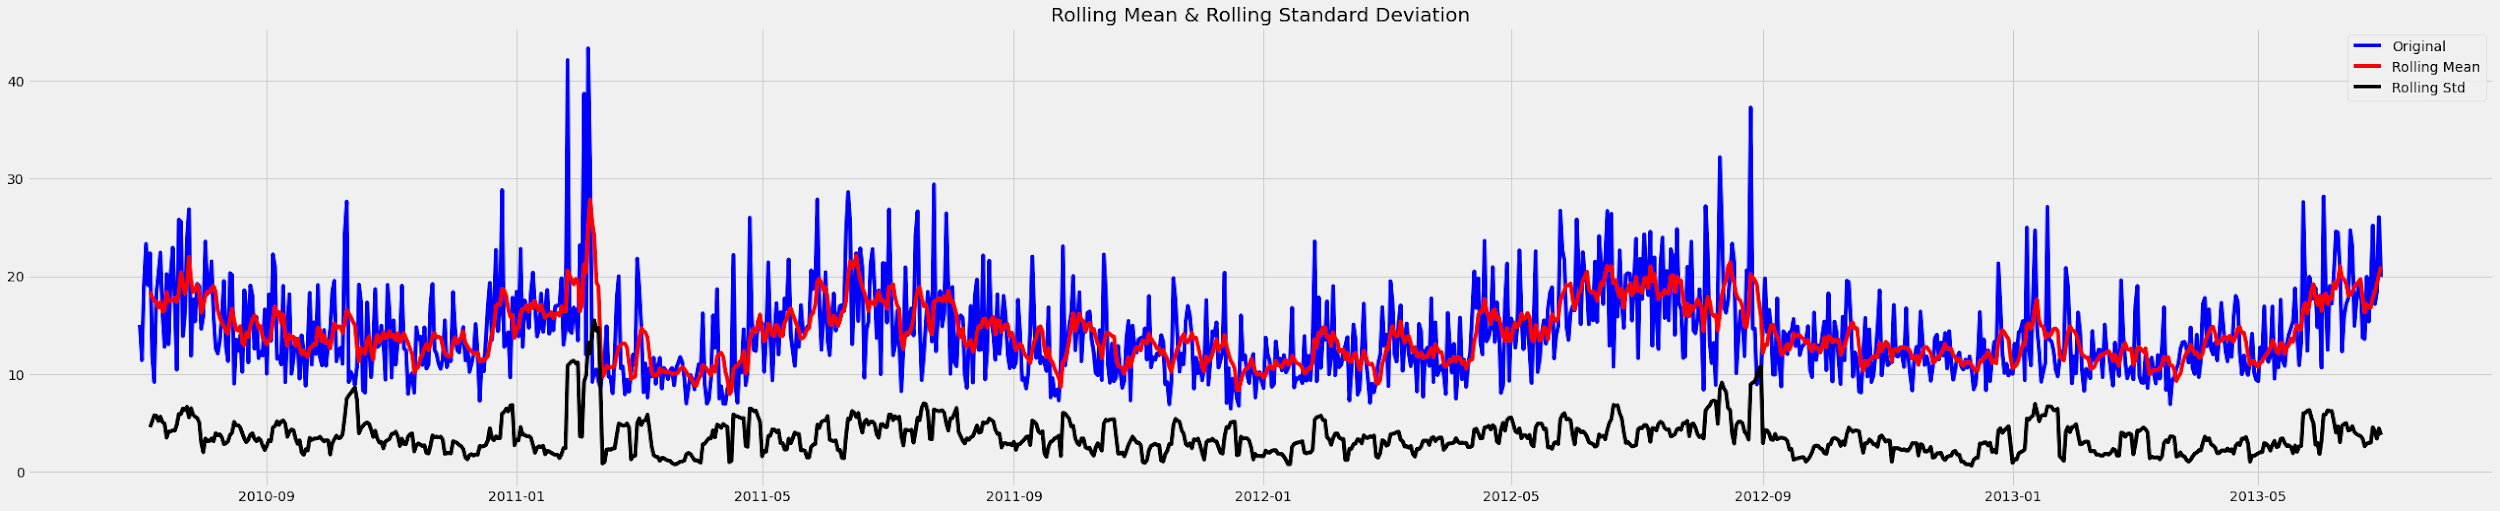 Rolling Mean & Rolling Standard Deviation
Original
Rolling Mean
Rolling Std
40
30
20
10
0
2010-09 2011-01 2011-05 2011-09 2012-01 2012-05 2012-09 2013-01 2013-05